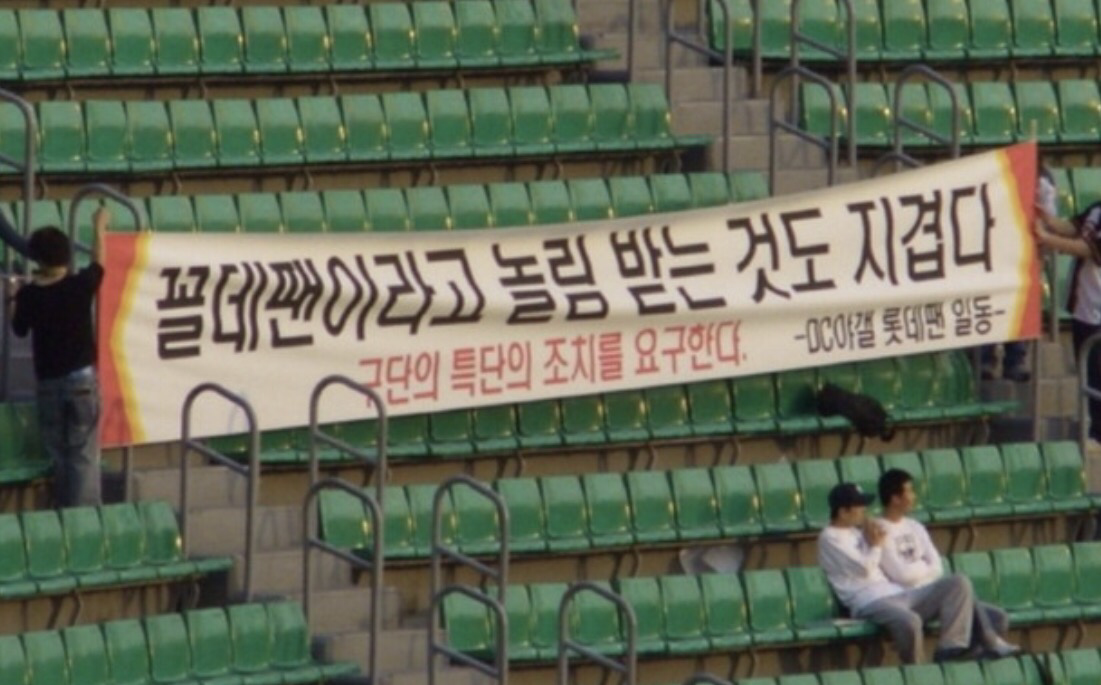 꼴데팬이라고 놀림 받는 것도 지겹다
구단의 특단의 조치를 요구한다.
-DC야갤 롯데팬 일동-